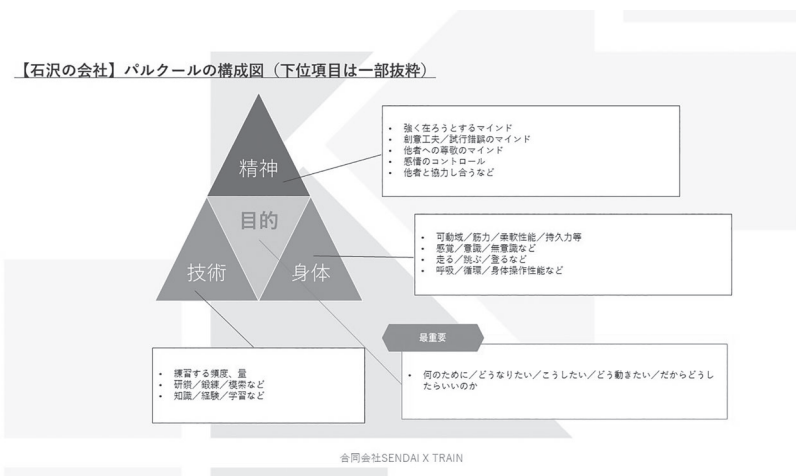 【石沢の会社】パルクールの構成図（下位項目は一部抜粋）
精神
目的
技術
身体
• 強く在ろうとするマインド
• 創意工夫／試行錯誤のマインド
• 他者への尊敬のマインド
• 感情のコントロール
• 他者と協力し合うなど
• 可動域／筋力／柔軟性能／持久力等
• 感覚／意識／無意識など
• 走る／跳ぶ／登るなど
• 呼吸／循環／身体操作性能など
最重要
• 何のために／どうなりたい／こうしたい／どう動きたい／だからどうし
たらいいのか
• 練習する頻度、量
• 研鑽／鍛練／模索など
• 知識／経験／学習など
合同会社SENDAI X TRAIN